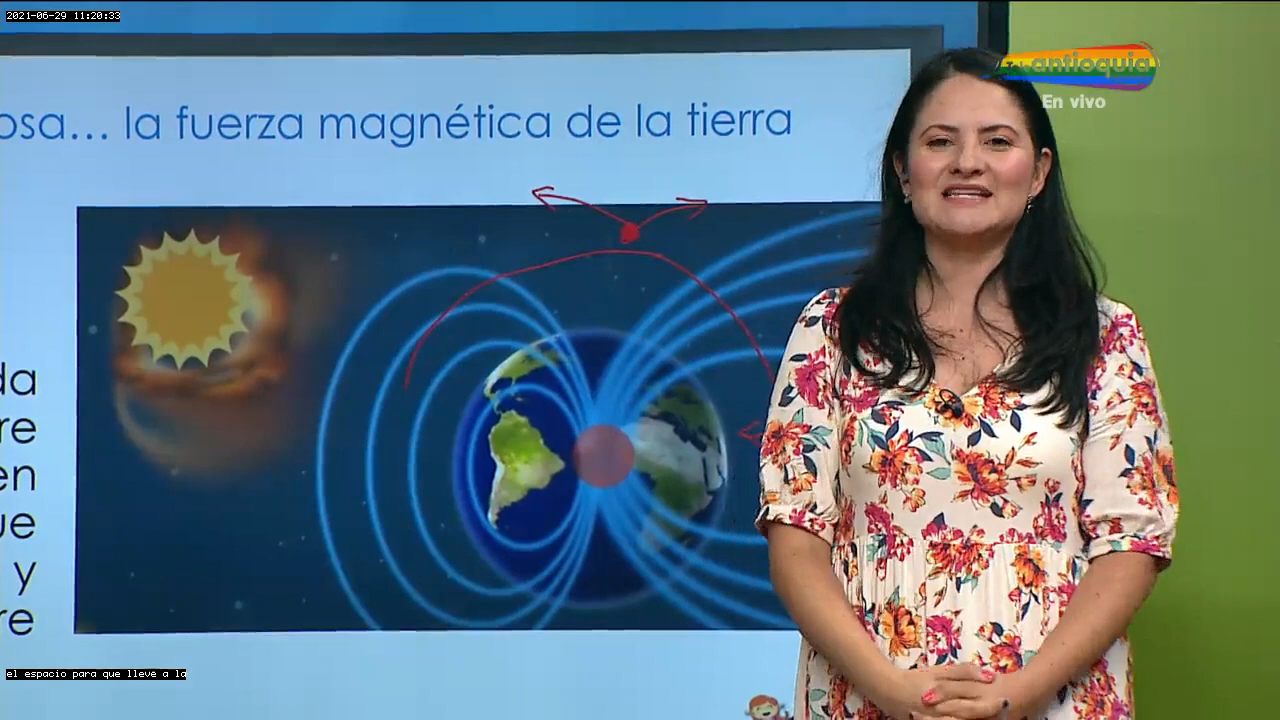 2021-06-29 11:20:33
Teleantioquia
En vivo
osa... la fuerza magnética de la tierra
da
re
en
ue
y
re
el espacio para que lleve a la